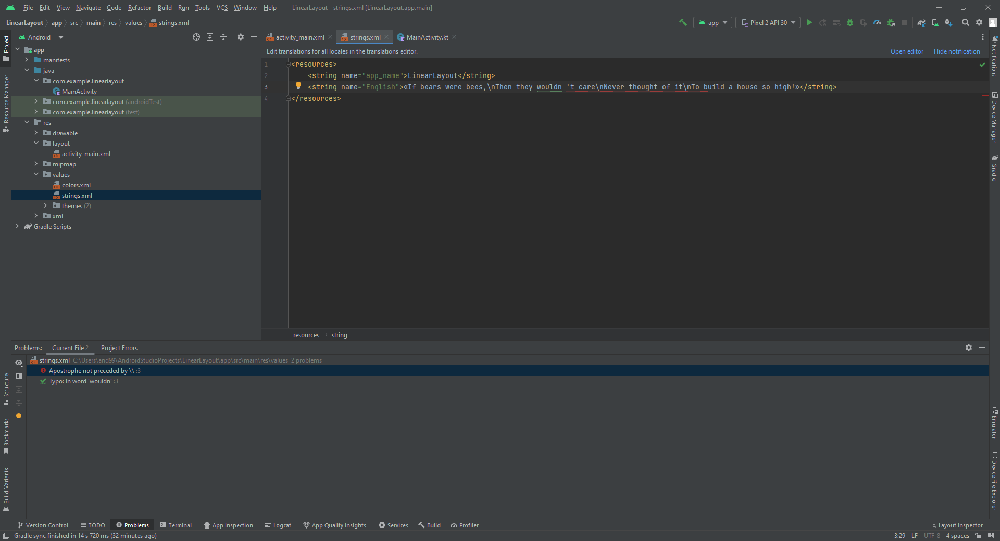 File Edit View Navigate Code Refactor Build Run Tools VCS Window Help LinearLayout - strings.xml [LinearLayout.app.main]
LinearLayout app src main res values strings.xml app Pixel 2 API 30
Project
Resource Manager
Structure
Bookmarks
Build Variants
Android
app
manifests
java
com.example.linearlayout
MainActivity
com.example.linearlayout (androidTest)
com.example.linearlayout (test)
res
drawable
layout
activity_main.xml
mipmap
values
colors.xml
strings.xml
themes (2)
xml
Gradle Scripts
activity_main.xml strings.xml MainActivity.kt
Edit translations for all locales in the translations editor. Open editor Hide notification
1 <resources>
2 <string name="app_name">LinearLayout</string>
3 <string name="English">«If bears were bees,\nThen they wouldn 't care\nNever thought of it\nTo build a house so high!»</string>
4 </resources>
resources string
Notifications
Device Manager
Gradle
Emulator
Device File Explorer
Problems: Current File 2 Project Errors
strings.xml C:\Users\and99\AndroidStudioProjects\LinearLayout\app\src\main\res\values 2 problems
Apostrophe not preceded by \\ :3
Typo: In word 'wouldn' :3
Version Control TODO Problems Terminal App Inspection Logcat App Quality Insights Services Build Profiler Layout Inspector
Gradle sync finished in 14 s 720 ms (32 minutes ago) 3:29 LF UTF-8 4 spaces